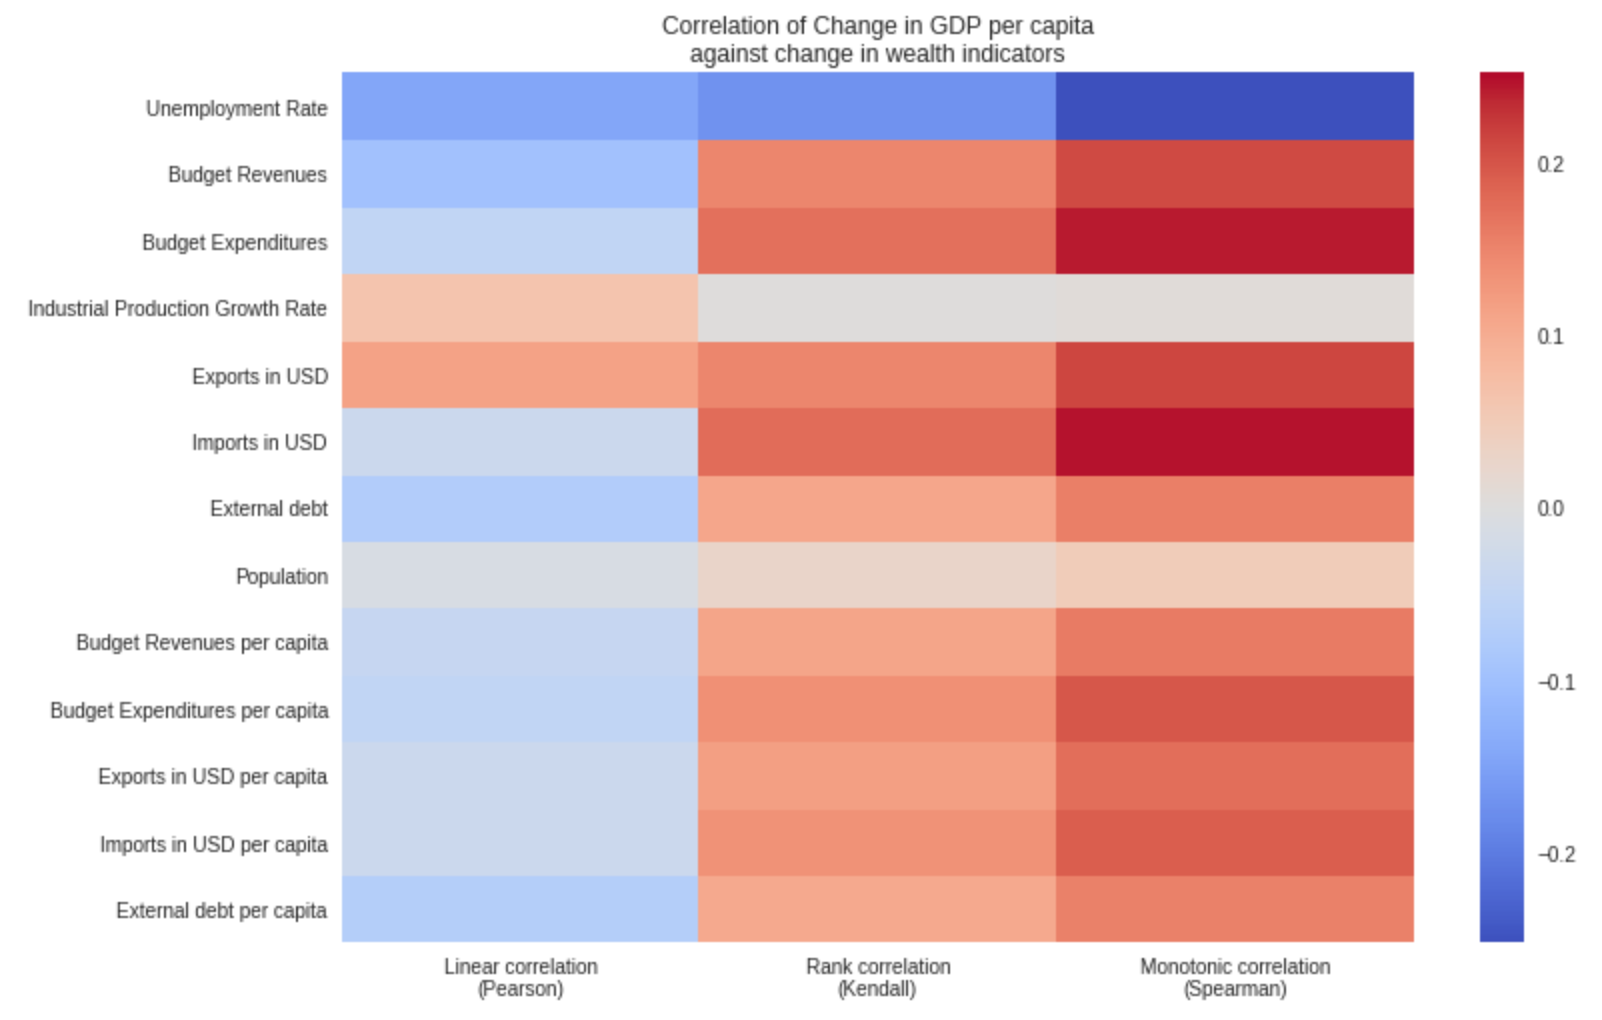 Correlation of Change in GDP per capita
against change in wealth indicators
Unemployment Rate
Budget Revenues
Budget Expenditures
Industrial Production Growth Rate
Exports in USD
Imports in USD
External debt
Population
Budget Revenues per capita
Budget Expenditures per capita
Exports in USD per capita
Imports in USD per capita
External debt per capita
Linear correlation
(Pearson)
Rank correlation
(Kendall)
Monotonic correlation
(Spearman)
0.2
0.1
0.0
−0.1
−0.2